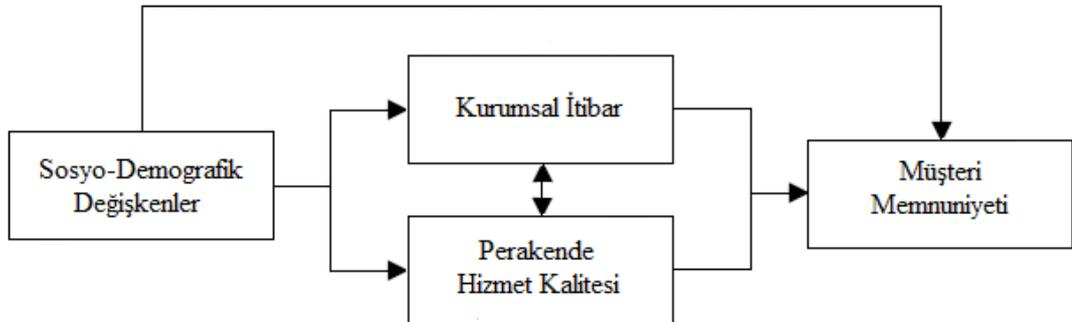 Sosyo-Demografik
Değişkenler
Kurumsal İtibar
Perakende
Hizmet Kalitesi
Müşteri
Memnuniyeti